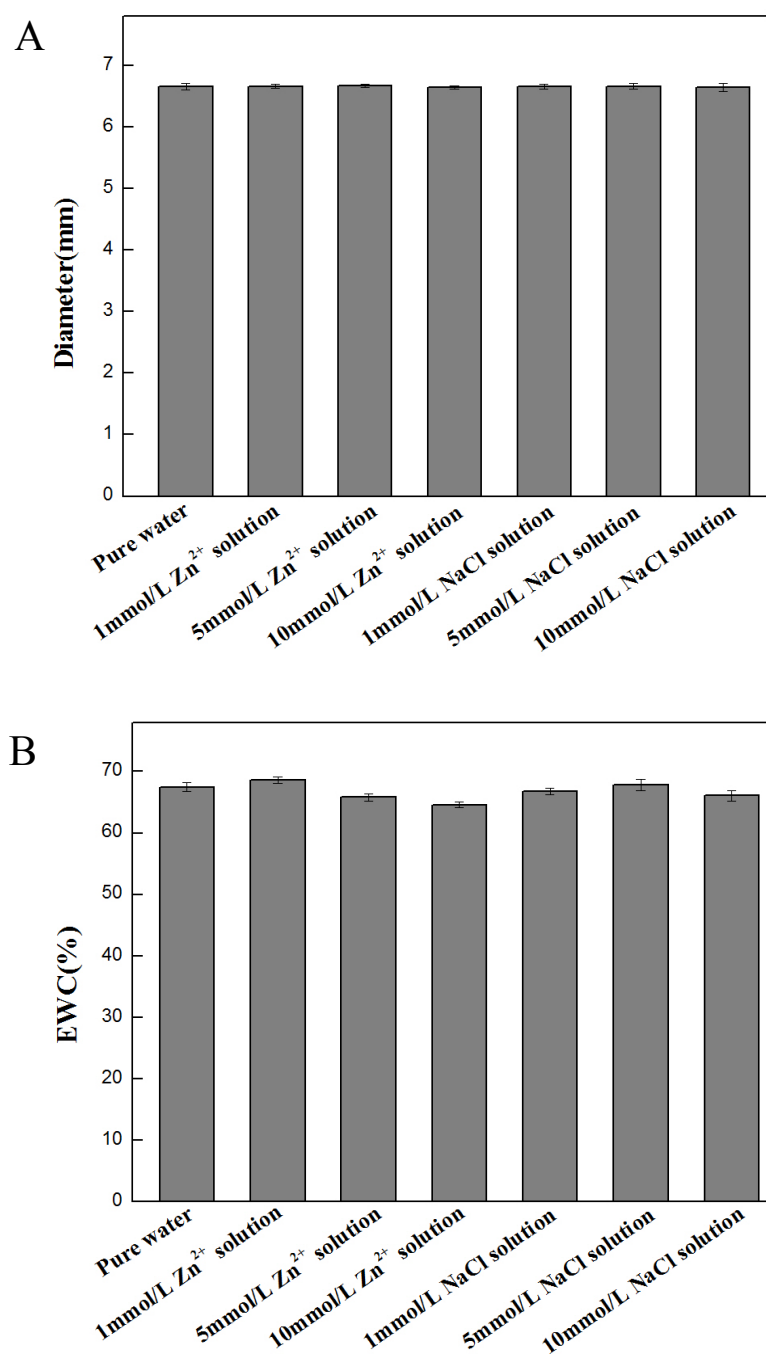 A
7
6
5
4
3
2
1
0
Diameter(mm)
Pure water
1mmol/L Zn²⁺ solution
5mmol/L Zn²⁺ solution
10mmol/L Zn²⁺ solution
1mmol/L NaCl solution
5mmol/L NaCl solution
10mmol/L NaCl solution
B
70
60
50
40
30
20
10
0
EWC(%)
Pure water
1mmol/L Zn²⁺ solution
5mmol/L Zn²⁺ solution
10mmol/L Zn²⁺ solution
1mmol/L NaCl solution
5mmol/L NaCl solution
10mmol/L NaCl solution